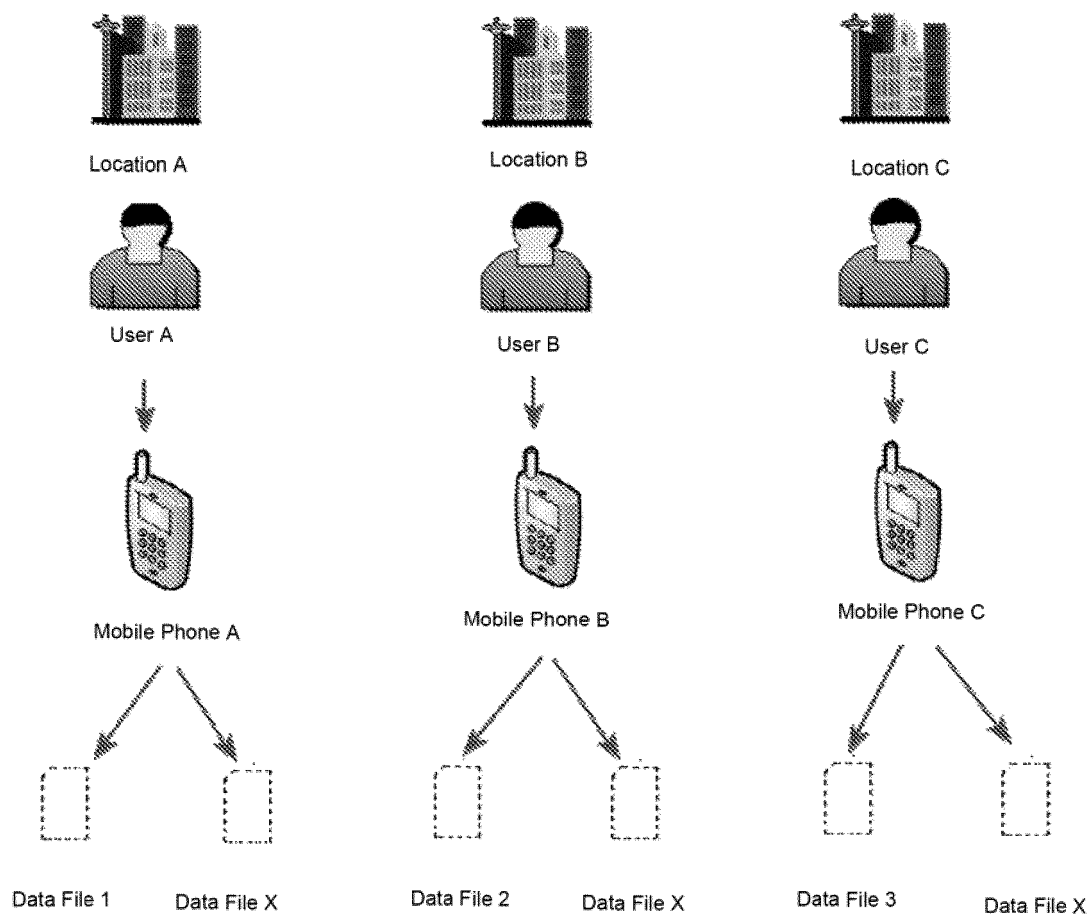 Location A
Location B
Location C
User A
User B
User C
Mobile Phone A
Mobile Phone B
Mobile Phone C
Data File 1
Data File X
Data File 2
Data File X
Data File 3
Data File X